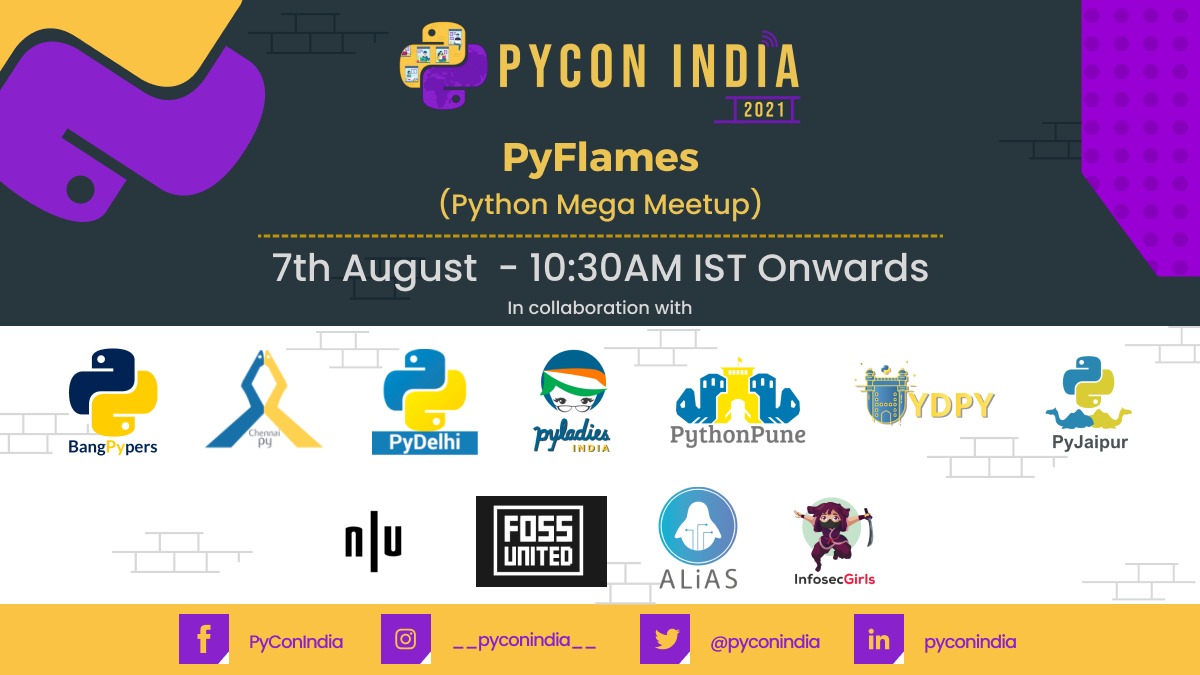 PYCON INDIA
2021
PyFlames
(Python Mega Meetup)
7th August - 10:30AM IST Onwards
In collaboration with
BangPypers
Chennai
py
PyDelhi
pyladies
INDIA
PythonPune
YDPY
PyJaipur
n|u
FOSS
UNITED
ALiAS
InfosecGirls
PyConIndia
__pyconindia__
@pyconindia
in
pyconindia